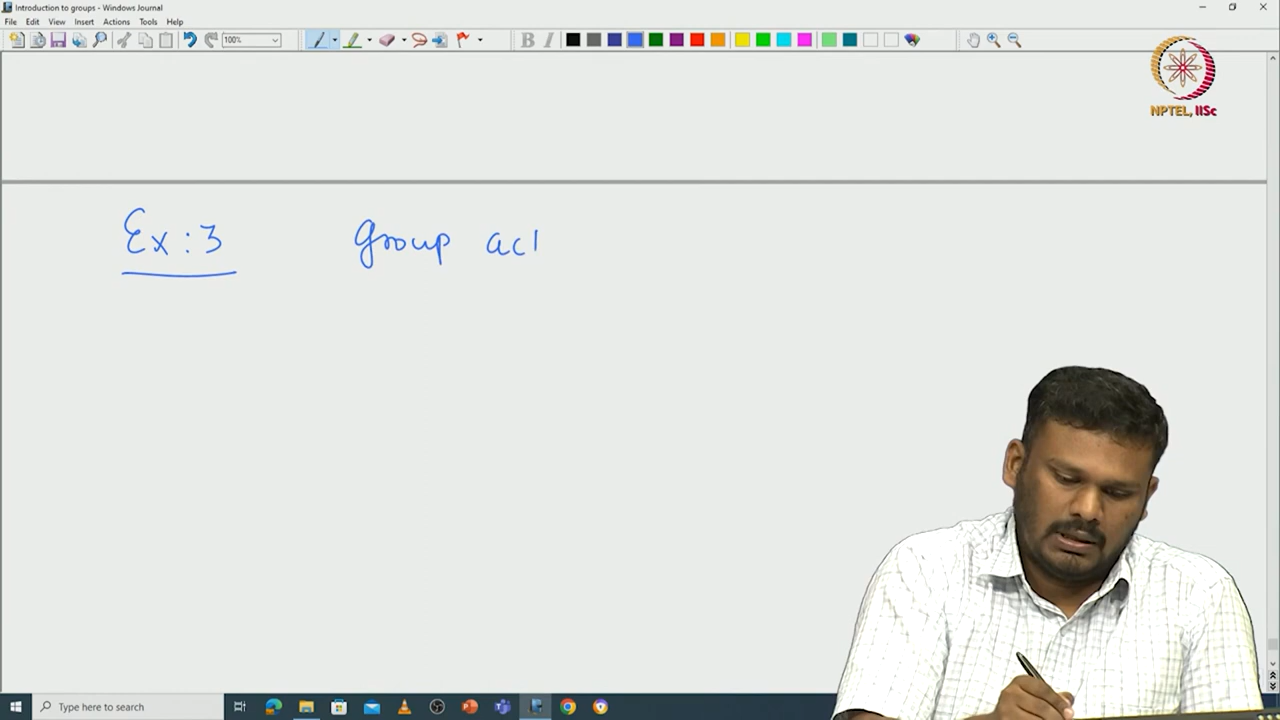 Introduction to groups - Windows Journal
File Edit View Insert Actions Tools Help
100%
B I
NPTEL, IISc
Ex : 3 Group act
Type here to search